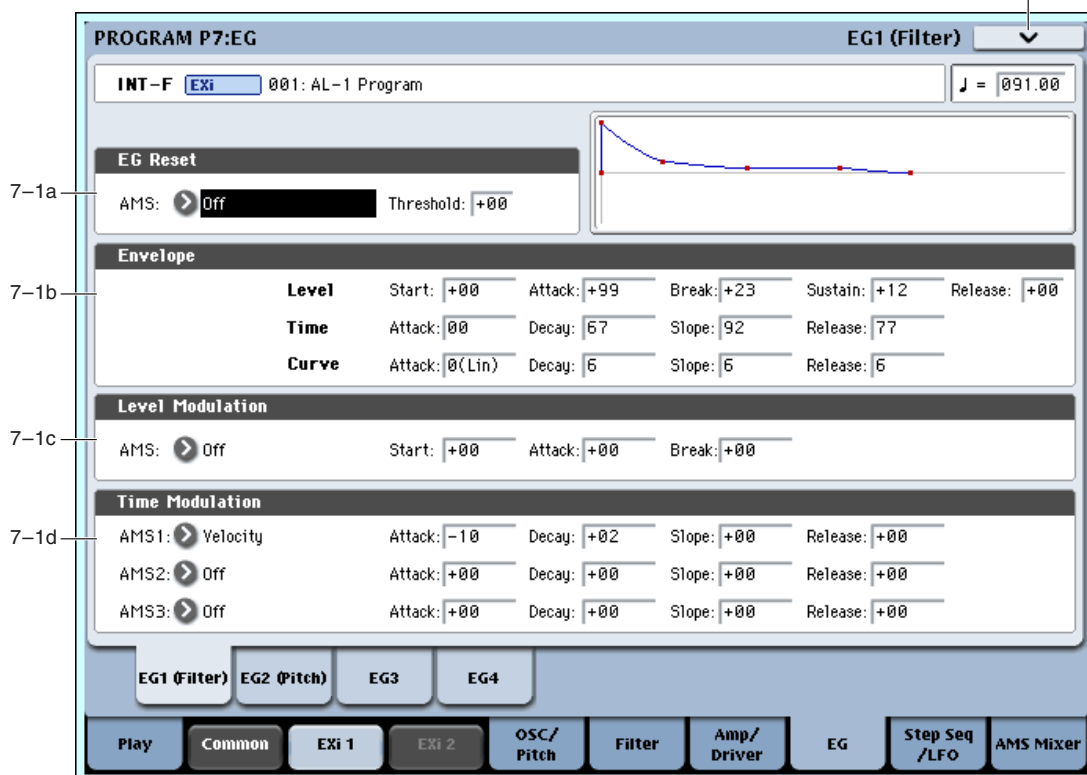 PROGRAM P7:EG EG1 (Filter)
INT-F EXi 001: AL-1 Program ♩ = 091.00
EG Reset
7–1a AMS: Off Threshold: +00
Envelope
7–1b Level Start: +00 Attack: +99 Break: +23 Sustain: +12 Release: +00
Time Attack: 00 Decay: 67 Slope: 92 Release: 77
Curve Attack: 0(Lin) Decay: 6 Slope: 6 Release: 6
Level Modulation
7–1c AMS: Off Start: +00 Attack: +00 Break: +00
Time Modulation
7–1d AMS1: Velocity Attack: -10 Decay: +02 Slope: +00 Release: +00
AMS2: Off Attack: +00 Decay: +00 Slope: +00 Release: +00
AMS3: Off Attack: +00 Decay: +00 Slope: +00 Release: +00
EG1 (Filter) EG2 (Pitch) EG3 EG4
Play Common EXi 1 EXi 2 OSC/ Pitch Filter Amp/ Driver EG Step Seq /LFO AMS Mixer